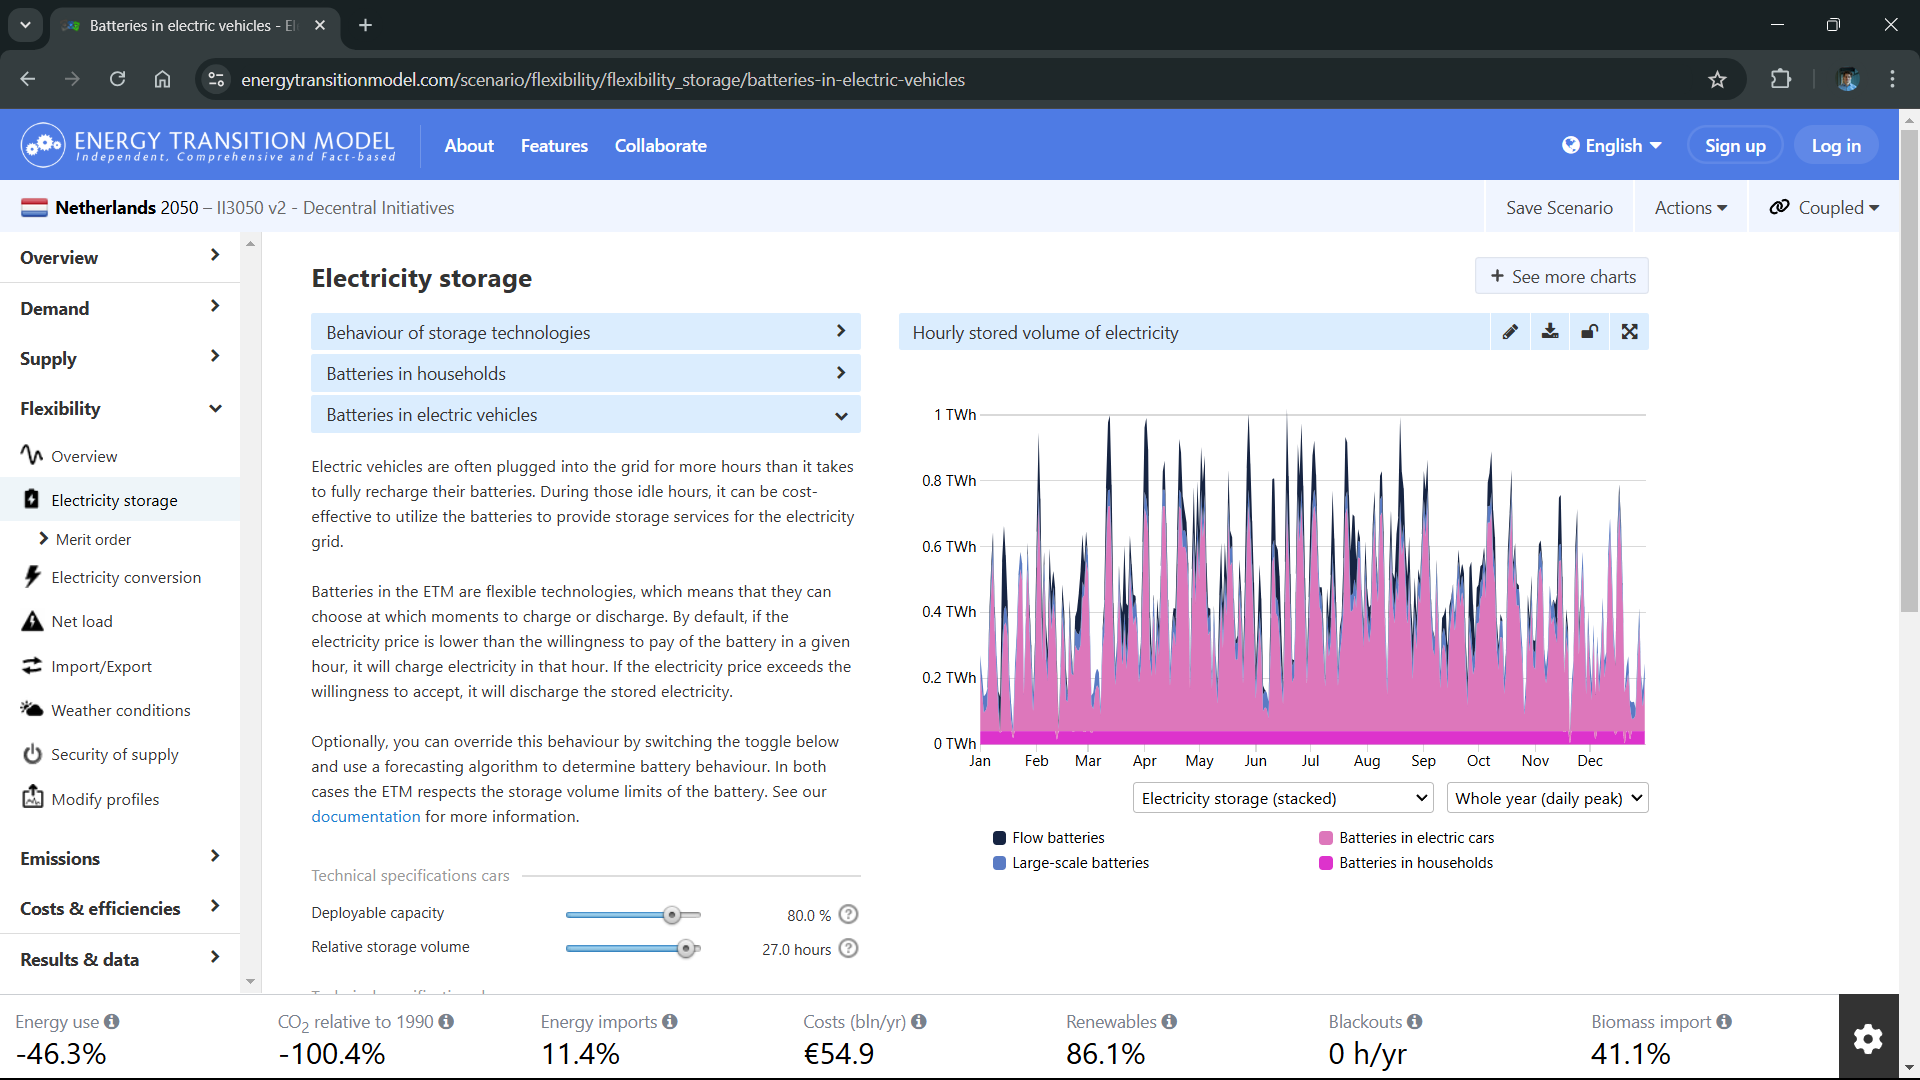 Batteries in electric vehicles - El
energytransitionmodel.com/scenario/flexibility/flexibility_storage/batteries-in-electric-vehicles
ENERGY TRANSITION MODEL
Independent, Comprehensive and Fact-based
About
Features
Collaborate
English
Sign up
Log in
Netherlands 2050 – II3050 v2 - Decentral Initiatives
Save Scenario
Actions
Coupled
Overview
Demand
Supply
Flexibility
Overview
Electricity storage
Merit order
Electricity conversion
Net load
Import/Export
Weather conditions
Security of supply
Modify profiles
Emissions
Costs & efficiencies
Results & data
Electricity storage
See more charts
Behaviour of storage technologies
Batteries in households
Batteries in electric vehicles
Electric vehicles are often plugged into the grid for more hours than it takes
to fully recharge their batteries. During those idle hours, it can be cost-
effective to utilize the batteries to provide storage services for the electricity
grid.
Batteries in the ETM are flexible technologies, which means that they can
choose at which moments to charge or discharge. By default, if the
electricity price is lower than the willingness to pay of the battery in a given
hour, it will charge electricity in that hour. If the electricity price exceeds the
willingness to accept, it will discharge the stored electricity.
Optionally, you can override this behaviour by switching the toggle below
and use a forecasting algorithm to determine battery behaviour. In both
cases the ETM respects the storage volume limits of the battery. See our
documentation for more information.
Technical specifications cars
Deployable capacity 80.0 % ?
Relative storage volume 27.0 hours ?
Hourly stored volume of electricity
1 TWh
0.8 TWh
0.6 TWh
0.4 TWh
0.2 TWh
0 TWh
Jan Feb Mar Apr May Jun Jul Aug Sep Oct Nov Dec
Electricity storage (stacked)
Whole year (daily peak)
Flow batteries
Batteries in electric cars
Large-scale batteries
Batteries in households
Energy use
-46.3%
CO2 relative to 1990
-100.4%
Energy imports
11.4%
Costs (bln/yr)
€54.9
Renewables
86.1%
Blackouts
0 h/yr
Biomass import
41.1%